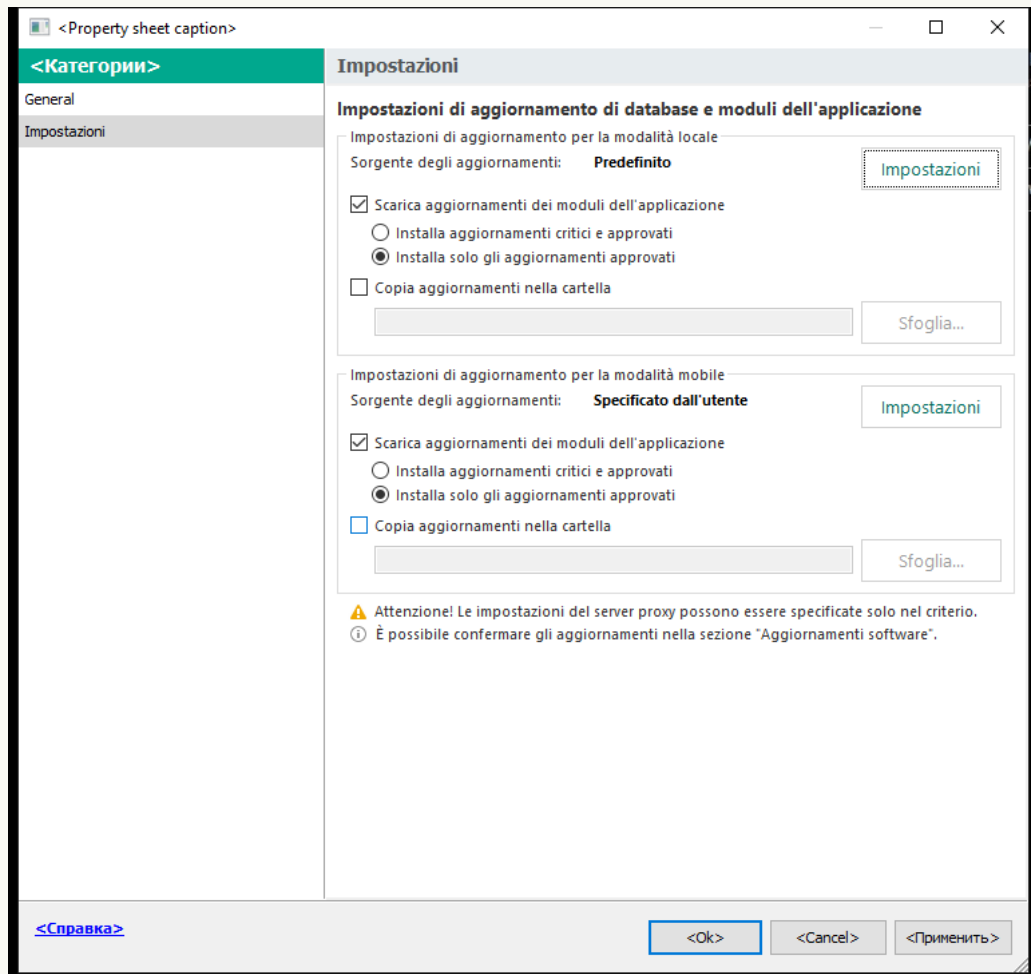 <Property sheet caption>
<Категории>
General
Impostazioni
Impostazioni
Impostazioni di aggiornamento di database e moduli dell'applicazione
Impostazioni di aggiornamento per la modalità locale
Sorgente degli aggiornamenti: Predefinito
Impostazioni
Scarica aggiornamenti dei moduli dell'applicazione
Installa aggiornamenti critici e approvati
Installa solo gli aggiornamenti approvati
Copia aggiornamenti nella cartella
Sfoglia...
Impostazioni di aggiornamento per la modalità mobile
Sorgente degli aggiornamenti: Specificato dall'utente
Impostazioni
Scarica aggiornamenti dei moduli dell'applicazione
Installa aggiornamenti critici e approvati
Installa solo gli aggiornamenti approvati
Copia aggiornamenti nella cartella
Sfoglia...
Attenzione! Le impostazioni del server proxy possono essere specificate solo nel criterio.
È possibile confermare gli aggiornamenti nella sezione "Aggiornamenti software".
<Справка>
<Ok> <Cancel> <Применить>